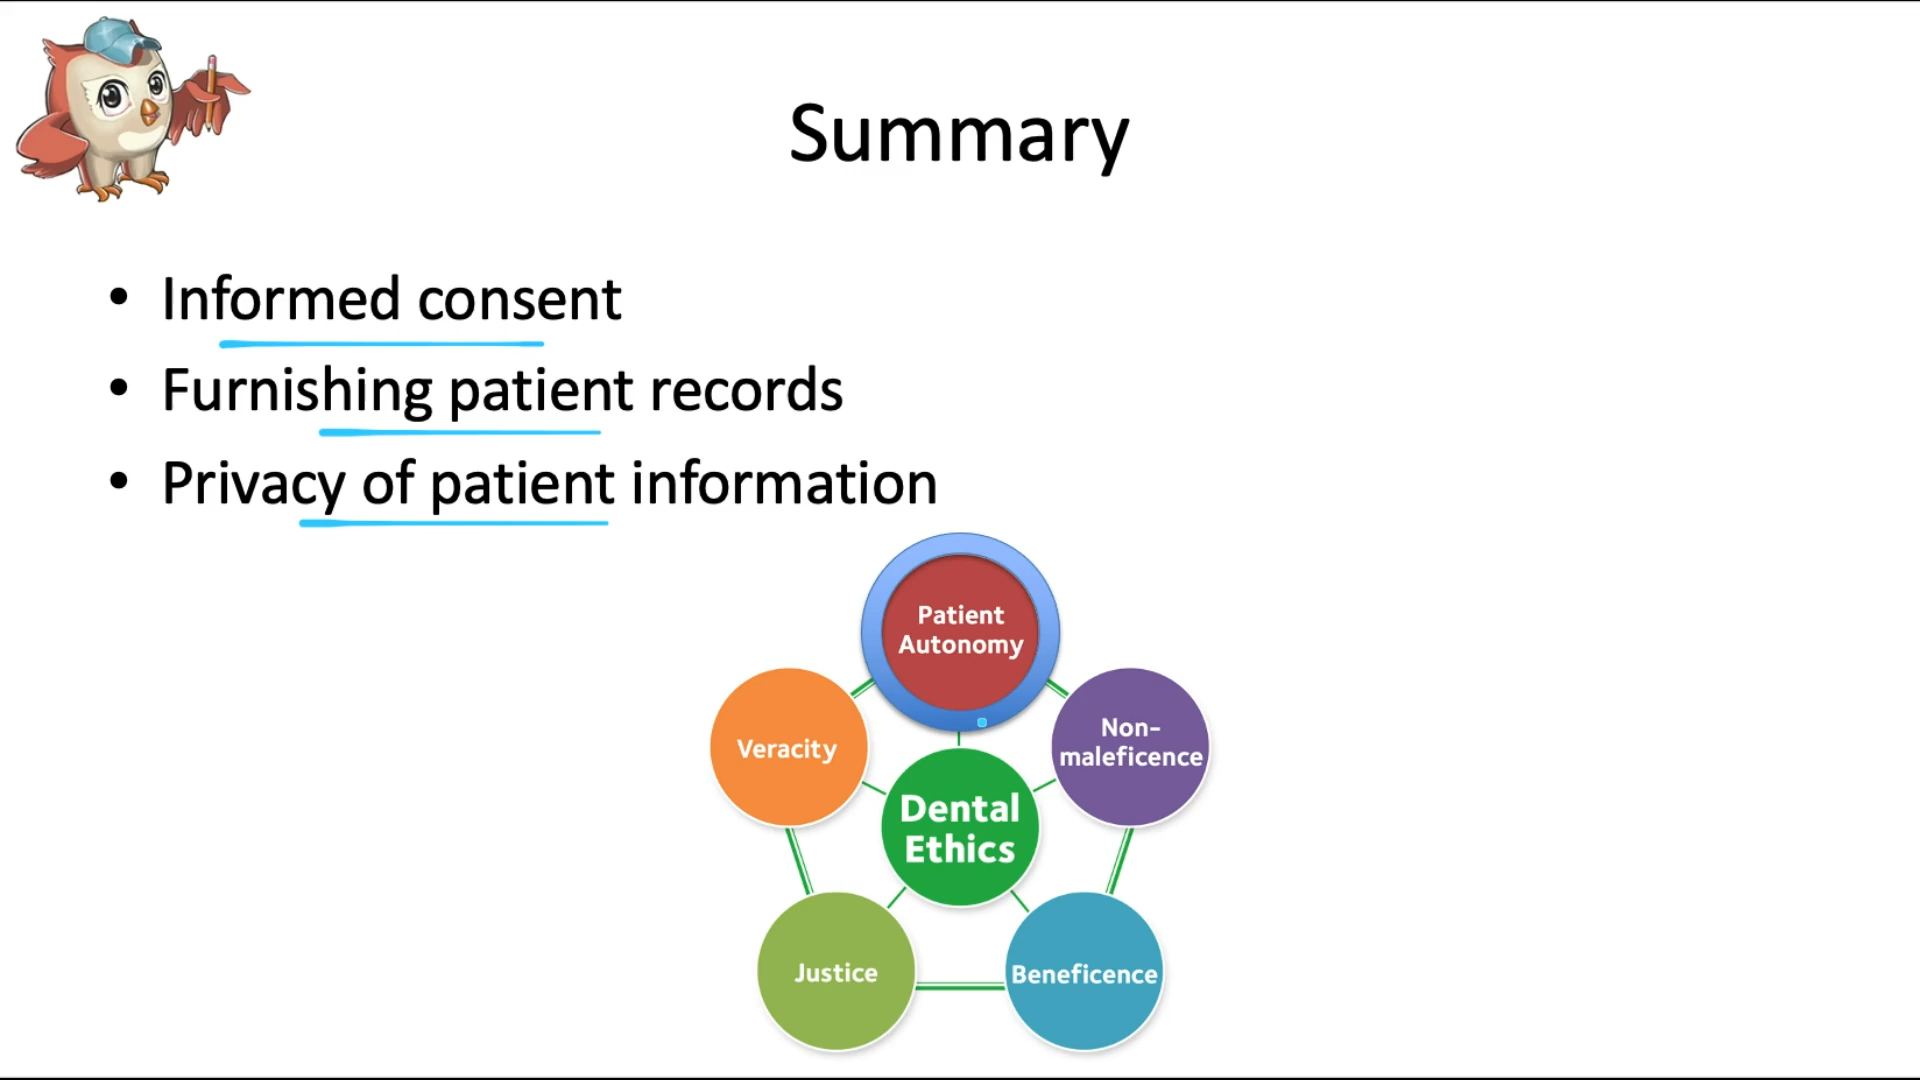 Summary
• Informed consent
• Furnishing patient records
• Privacy of patient information
Patient
Autonomy
Veracity
Non-
maleficence
Dental
Ethics
Justice
Beneficence